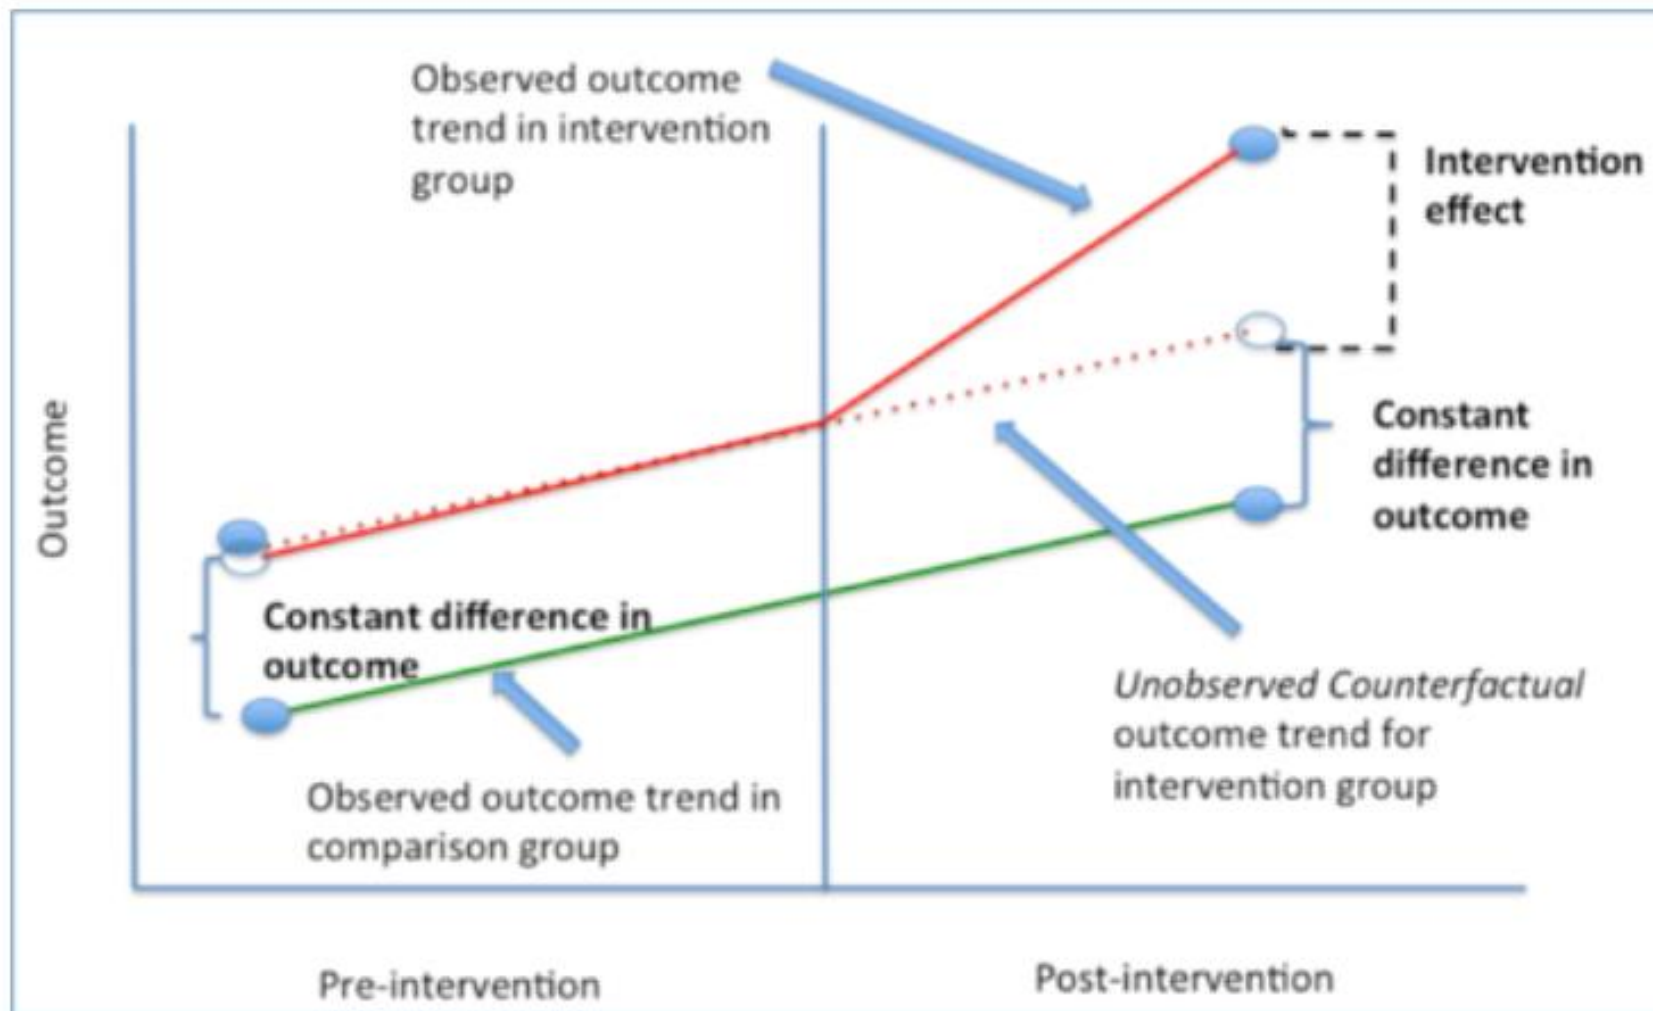 Observed outcome
trend in intervention
group
Intervention
effect
Outcome
Constant
difference in
outcome
Constant difference in
outcome
Unobserved Counterfactual
outcome trend for
intervention group
Observed outcome trend in
comparison group
Pre-intervention
Post-intervention